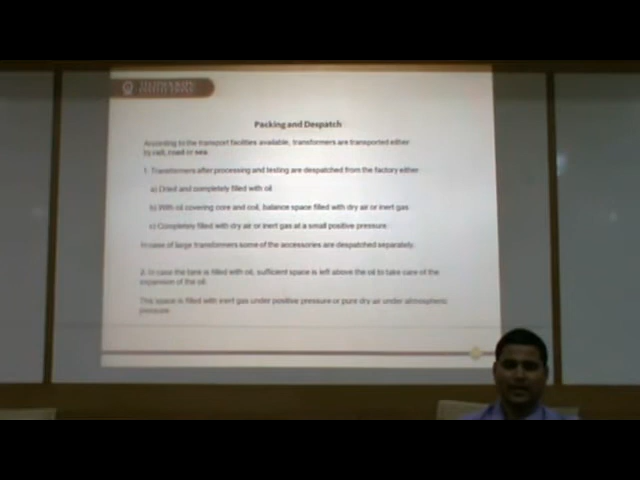 Packing and Despatch
According to the transport facilities available, transformers are transported either
by rail, road or sea.
1. Transformers after processing and testing are despatched from the factory either
a) Dried and completely filled with oil
b) With oil covering core and coil, balance space filled with dry air or inert gas
c) Completely filled with dry air or inert gas at a small positive pressure.
In case of large transformers some of the accessories are despatched separately.
2. In case the tank is filled with oil, sufficient space is left above the oil to take care of the
expansion of the oil.
This space is filled with inert gas under positive pressure or pure dry air under atmospheric
pressure.